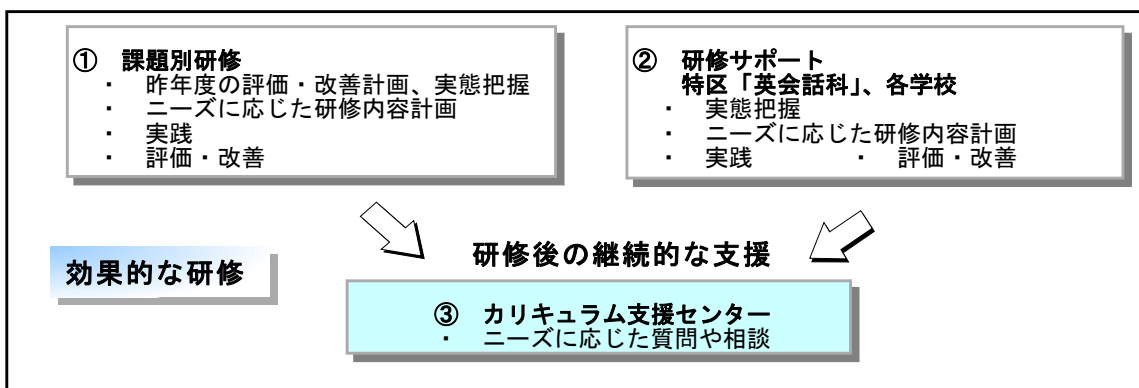 ① 課題別研修
・ 昨年度の評価・改善計画、実態把握
・ ニーズに応じた研修内容計画
・ 実践
・ 評価・改善
② 研修サポート
特区「英会話科」、各学校
・ 実態把握
・ ニーズに応じた研修内容計画
・ 実践 ・ 評価・改善
研修後の継続的な支援
効果的な研修
③ カリキュラム支援センター
・ ニーズに応じた質問や相談